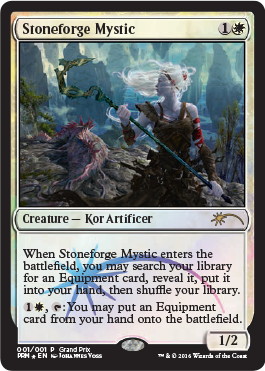 Stoneforge Mystic 1
Creature — Kor Artificer
When Stoneforge Mystic enters the
battlefield, you may search your library
for an Equipment card, reveal it, put it
into your hand, then shuffle your library.
1 , : You may put an Equipment
card from your hand onto the battlefield.
1/2
001/001 P Grand Prix
PRM ★ EN Johannes Voss
™ & © 2016 Wizards of the Coast